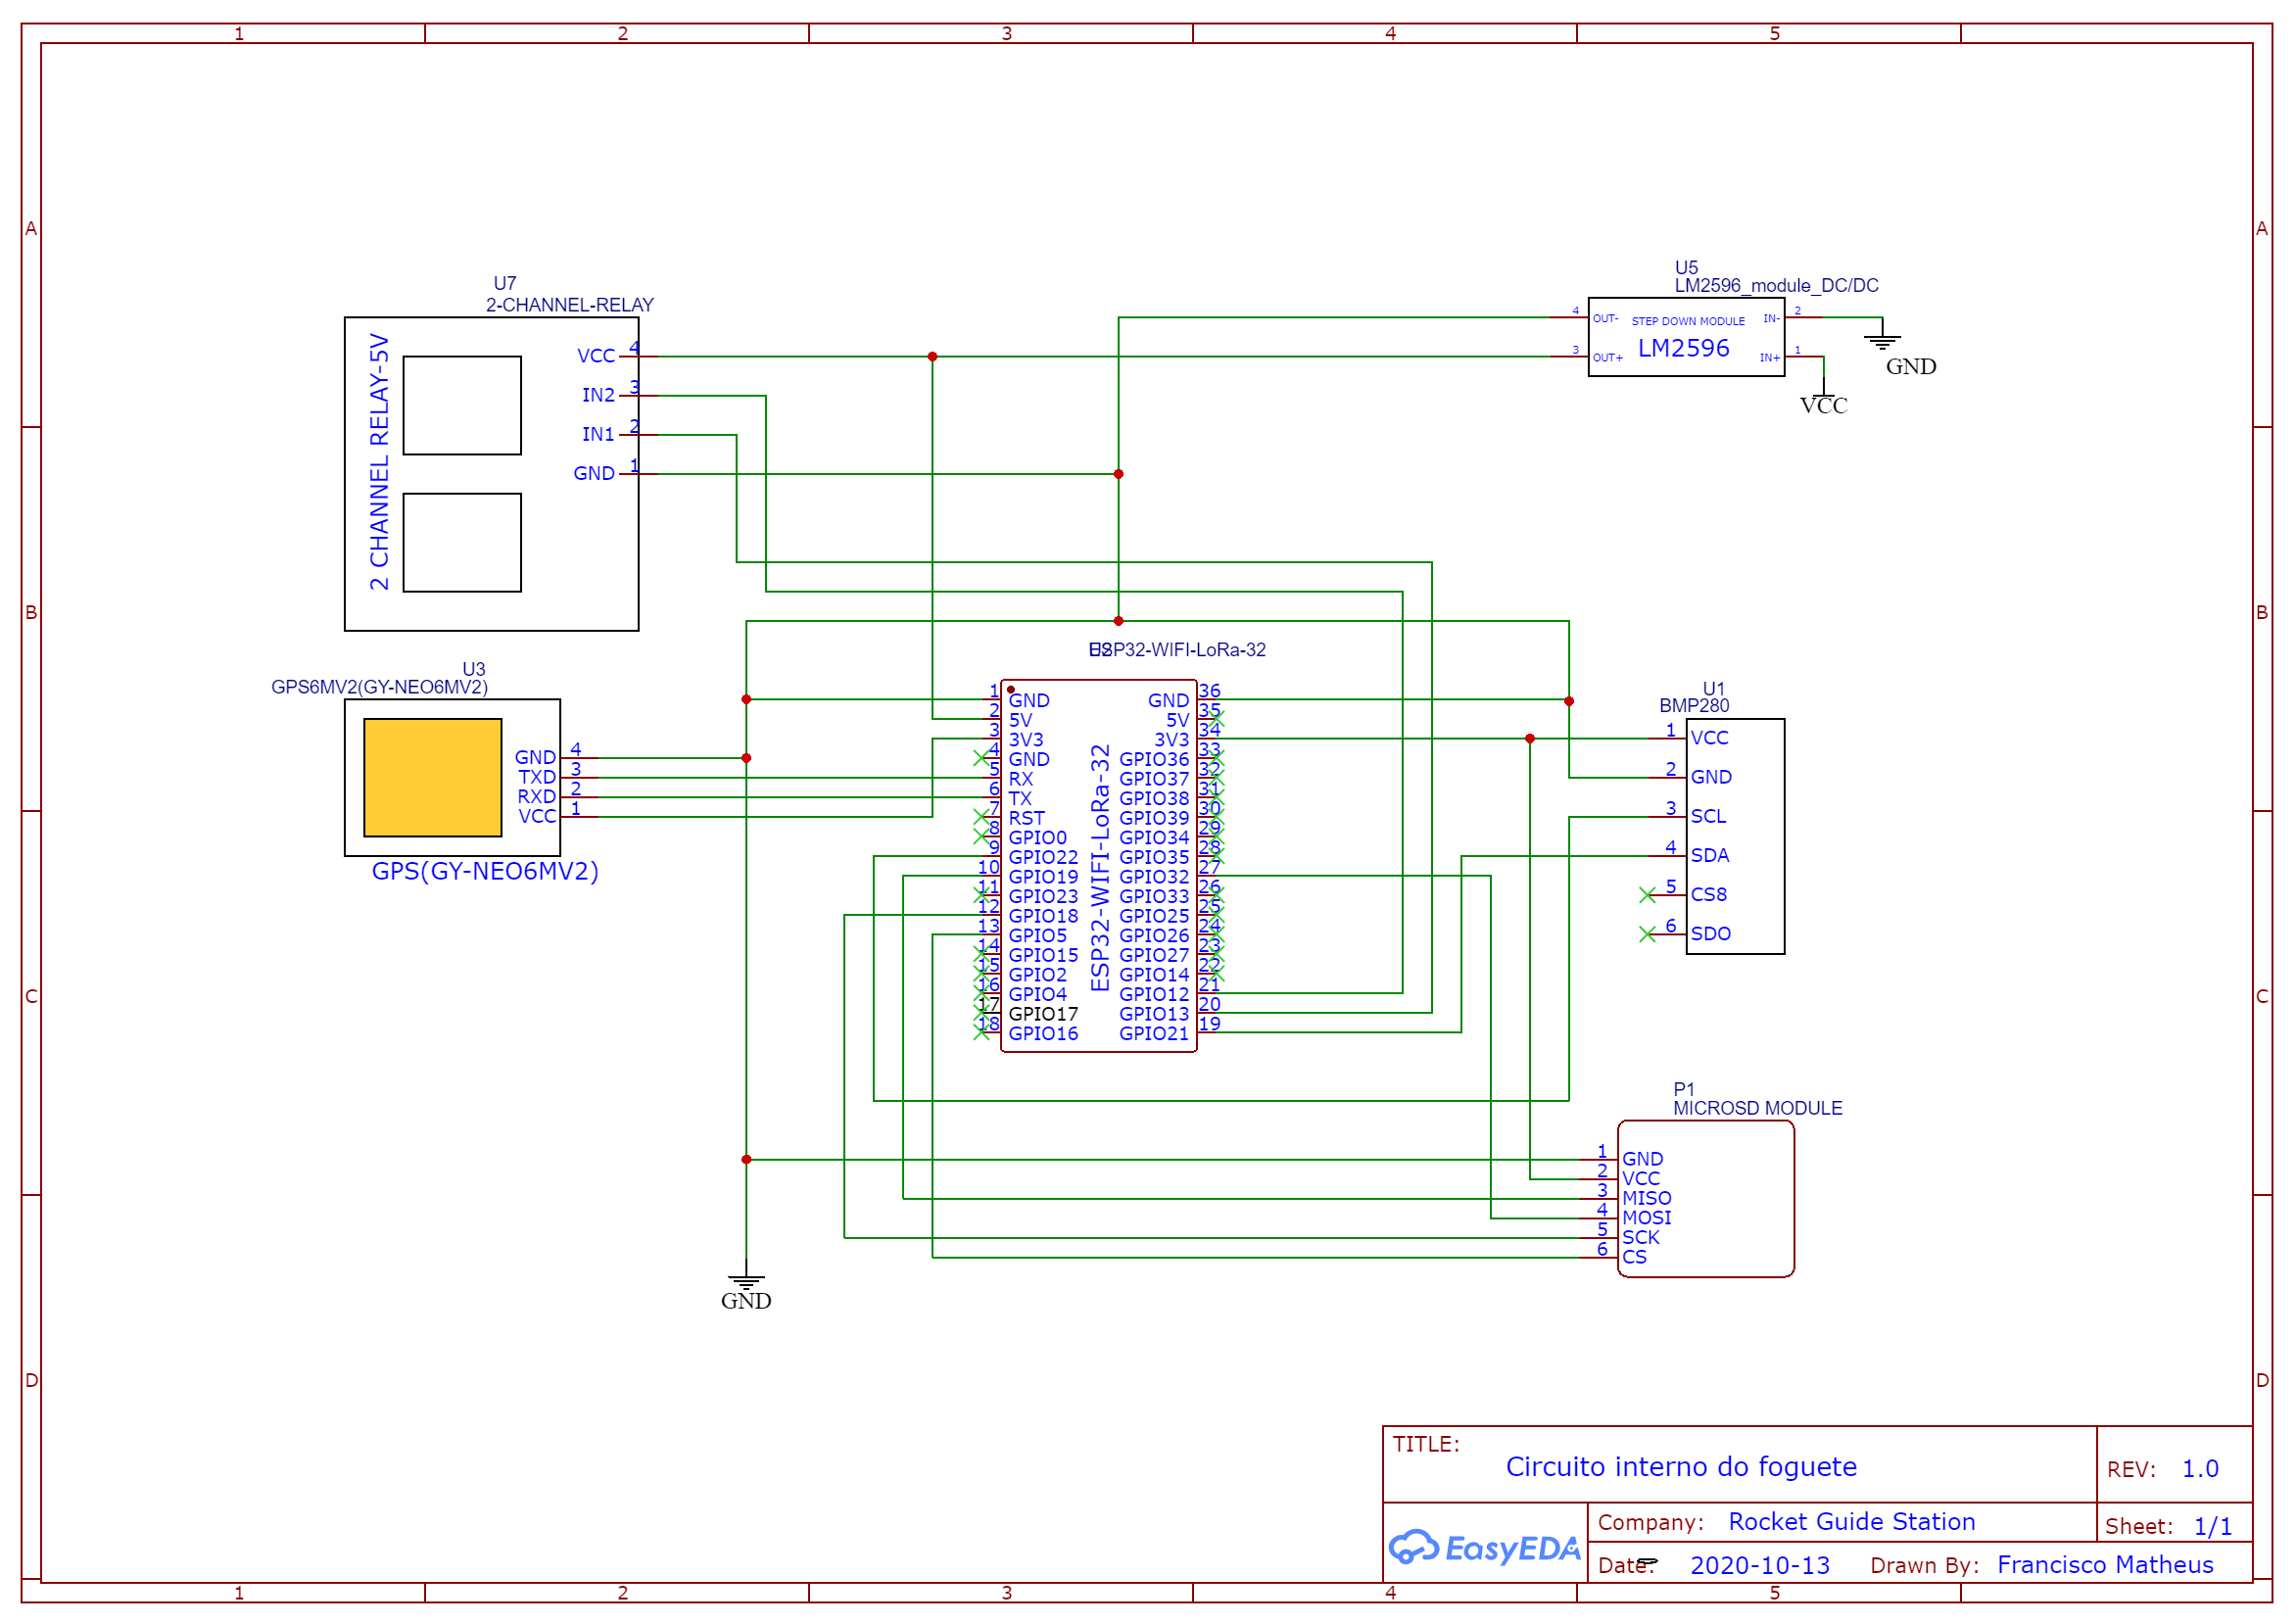 1 2 3 4 5
A A
B B
C C
D D
U7
2-CHANNEL-RELAY
2 CHANNEL RELAY-5V
VCC 4
IN2 3
IN1 2
GND 1
U5
LM2596_module_DC/DC
4 OUT- STEP DOWN MODULE IN- 2
3 OUT+ LM2596 IN+ 1
GND
VCC
U3
GPS6MV2(GY-NEO6MV2)
GND 4
TXD 3
RXD 2
VCC 1
GPS(GY-NEO6MV2)
ESP32-WIFI-LoRa-32
ESP32-WIFI-LoRa-32
1 GND GND 36
2 5V 5V 35
3 3V3 3V3 34
4 GND GPIO36 33
5 RX GPIO37 32
6 TX GPIO38 31
7 RST GPIO39 30
8 GPIO0 GPIO34 29
9 GPIO22 GPIO35 28
10 GPIO19 GPIO32 27
11 GPIO23 GPIO33 26
12 GPIO18 GPIO25 25
13 GPIO5 GPIO26 24
14 GPIO15 GPIO27 23
15 GPIO2 GPIO14 22
16 GPIO4 GPIO12 21
17 GPIO17 GPIO13 20
18 GPIO16 GPIO21 19
U1
BMP280
1 VCC
2 GND
3 SCL
4 SDA
5 CS8
6 SDO
P1
MICROSD MODULE
1 GND
2 VCC
3 MISO
4 MOSI
5 SCK
6 CS
GND
TITLE:
Circuito interno do foguete
REV: 1.0
EasyEDA
Company: Rocket Guide Station
Sheet: 1/1
Date: 2020-10-13
Drawn By: Francisco Matheus
1 2 3 4 5